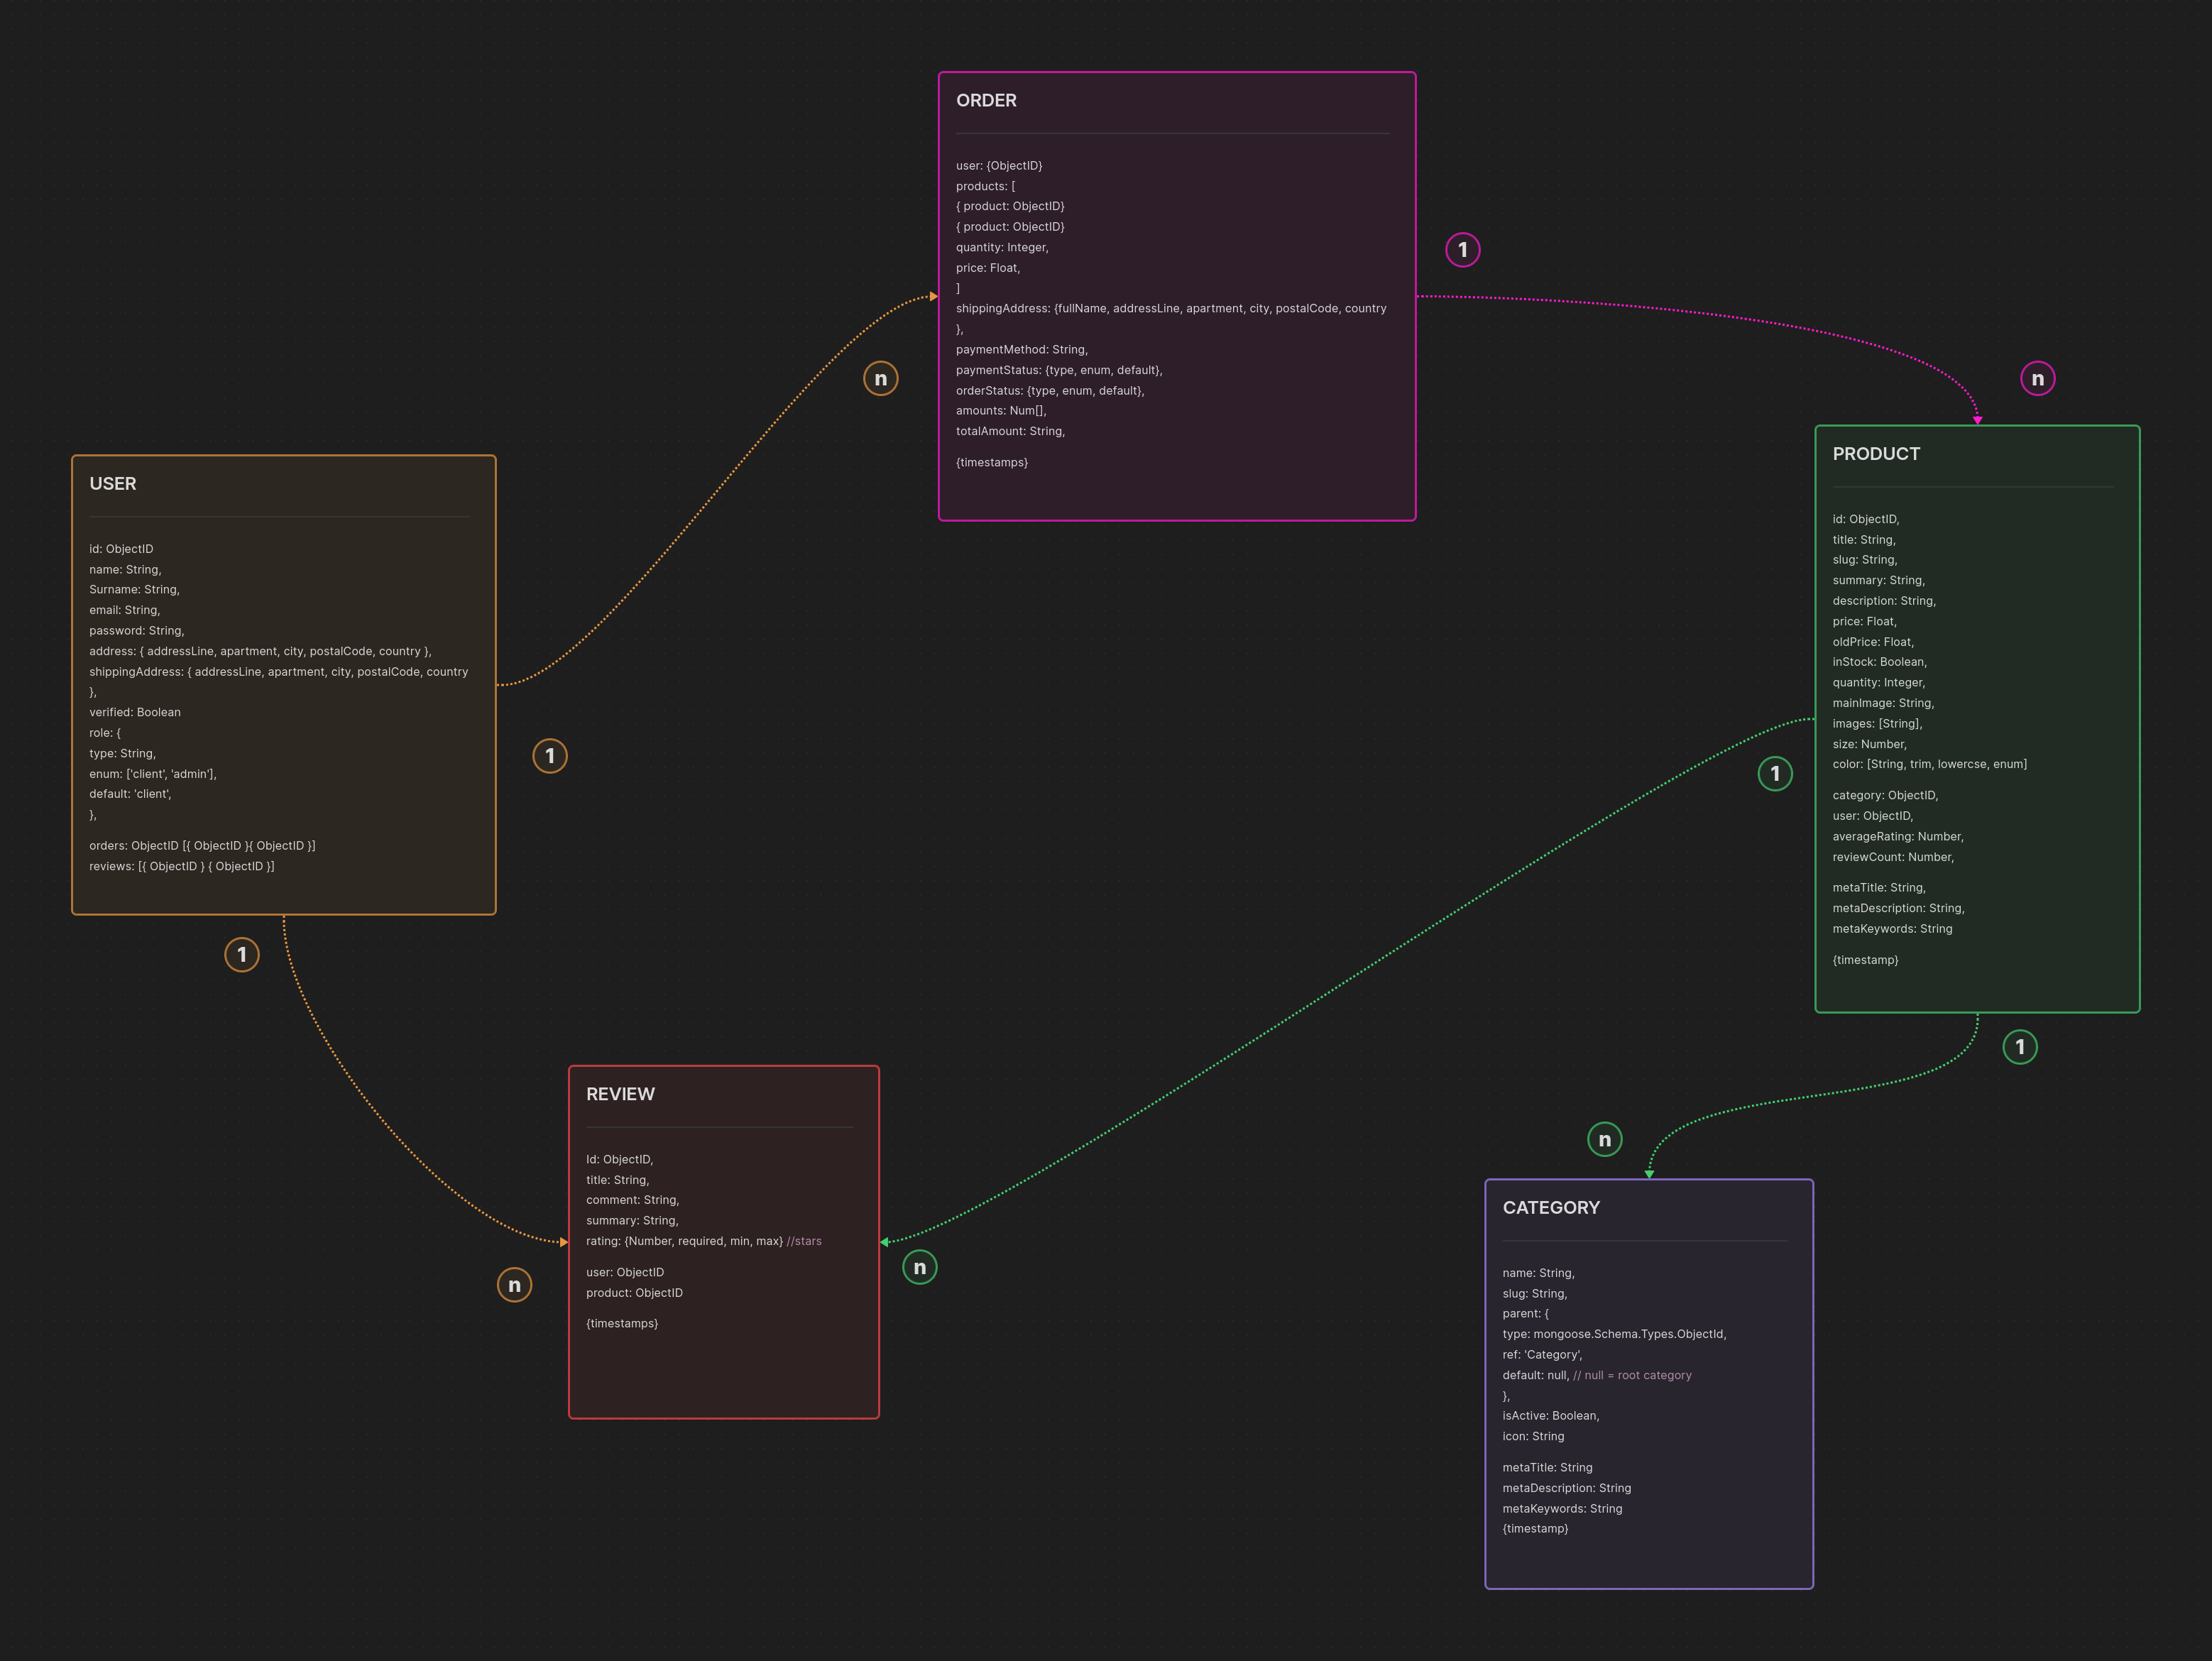 ORDER
user: {ObjectID}
products: [
{ product: ObjectID}
{ product: ObjectID}
quantity: Integer,
price: Float,
]
shippingAddress: {fullName, addressLine, apartment, city, postalCode, country
},
paymentMethod: String,
paymentStatus: {type, enum, default},
orderStatus: {type, enum, default},
amounts: Num[],
totalAmount: String,
{timestamps}
1
n
n
USER
id: ObjectID
name: String,
Surname: String,
email: String,
password: String,
address: { addressLine, apartment, city, postalCode, country },
shippingAddress: { addressLine, apartment, city, postalCode, country
},
verified: Boolean
role: {
type: String,
enum: ['client', 'admin'],
default: 'client',
},
orders: ObjectID [{ ObjectID }{ ObjectID }]
reviews: [{ ObjectID } { ObjectID }]
1
1
PRODUCT
id: ObjectID,
title: String,
slug: String,
summary: String,
description: String,
price: Float,
oldPrice: Float,
inStock: Boolean,
quantity: Integer,
mainImage: String,
images: [String],
size: Number,
color: [String, trim, lowercse, enum]
category: ObjectID,
user: ObjectID,
averageRating: Number,
reviewCount: Number,
metaTitle: String,
metaDescription: String,
metaKeywords: String
{timestamp}
1
1
REVIEW
Id: ObjectID,
title: String,
comment: String,
summary: String,
rating: {Number, required, min, max} //stars
user: ObjectID
product: ObjectID
{timestamps}
n
n
n
CATEGORY
name: String,
slug: String,
parent: {
type: mongoose.Schema.Types.ObjectId,
ref: 'Category',
default: null, // null = root category
},
isActive: Boolean,
icon: String
metaTitle: String
metaDescription: String
metaKeywords: String
{timestamp}